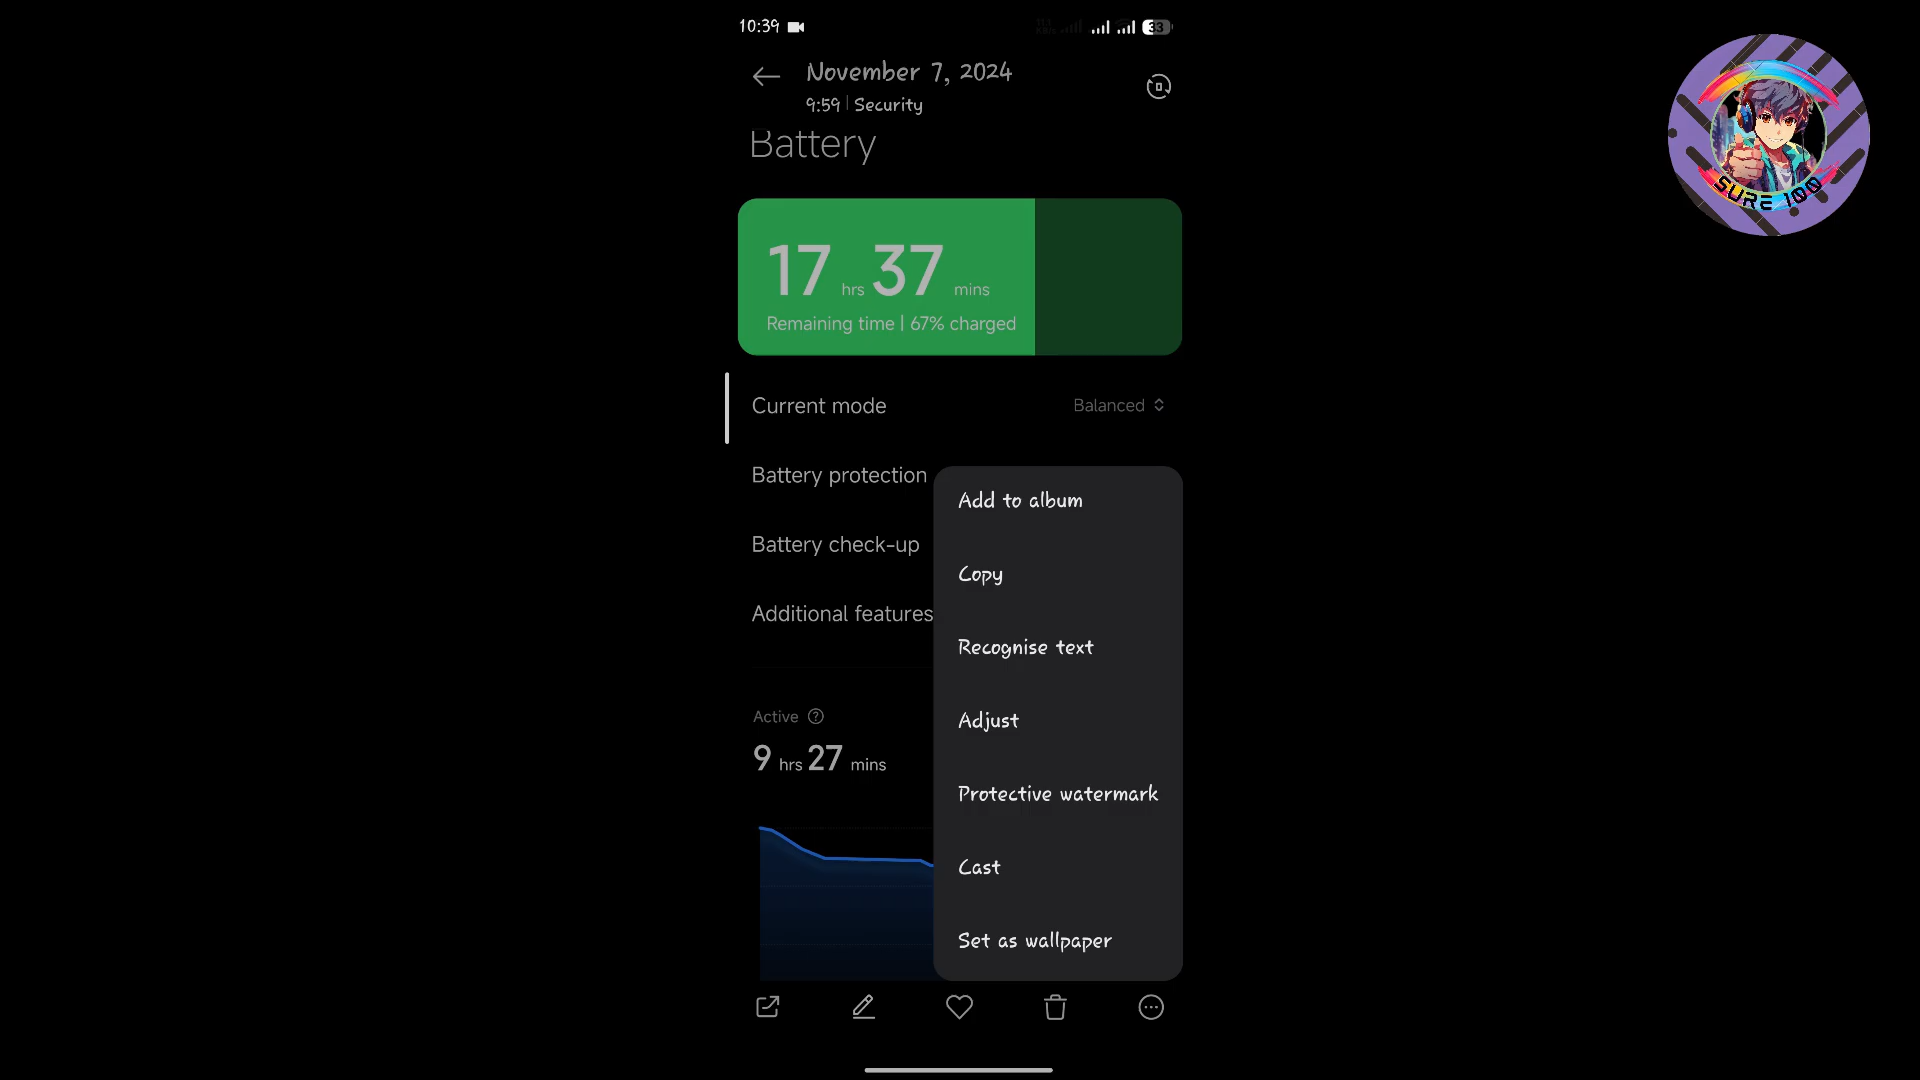 10:39
33
November 7, 2024
9:59 | Security
Battery
17 hrs 37 mins
Remaining time | 67% charged
Current mode
Balanced
Battery protection
Battery check-up
Additional features
Active
9 hrs 27 mins
Add to album
Copy
Recognise text
Adjust
Protective watermark
Cast
Set as wallpaper
SURE 100